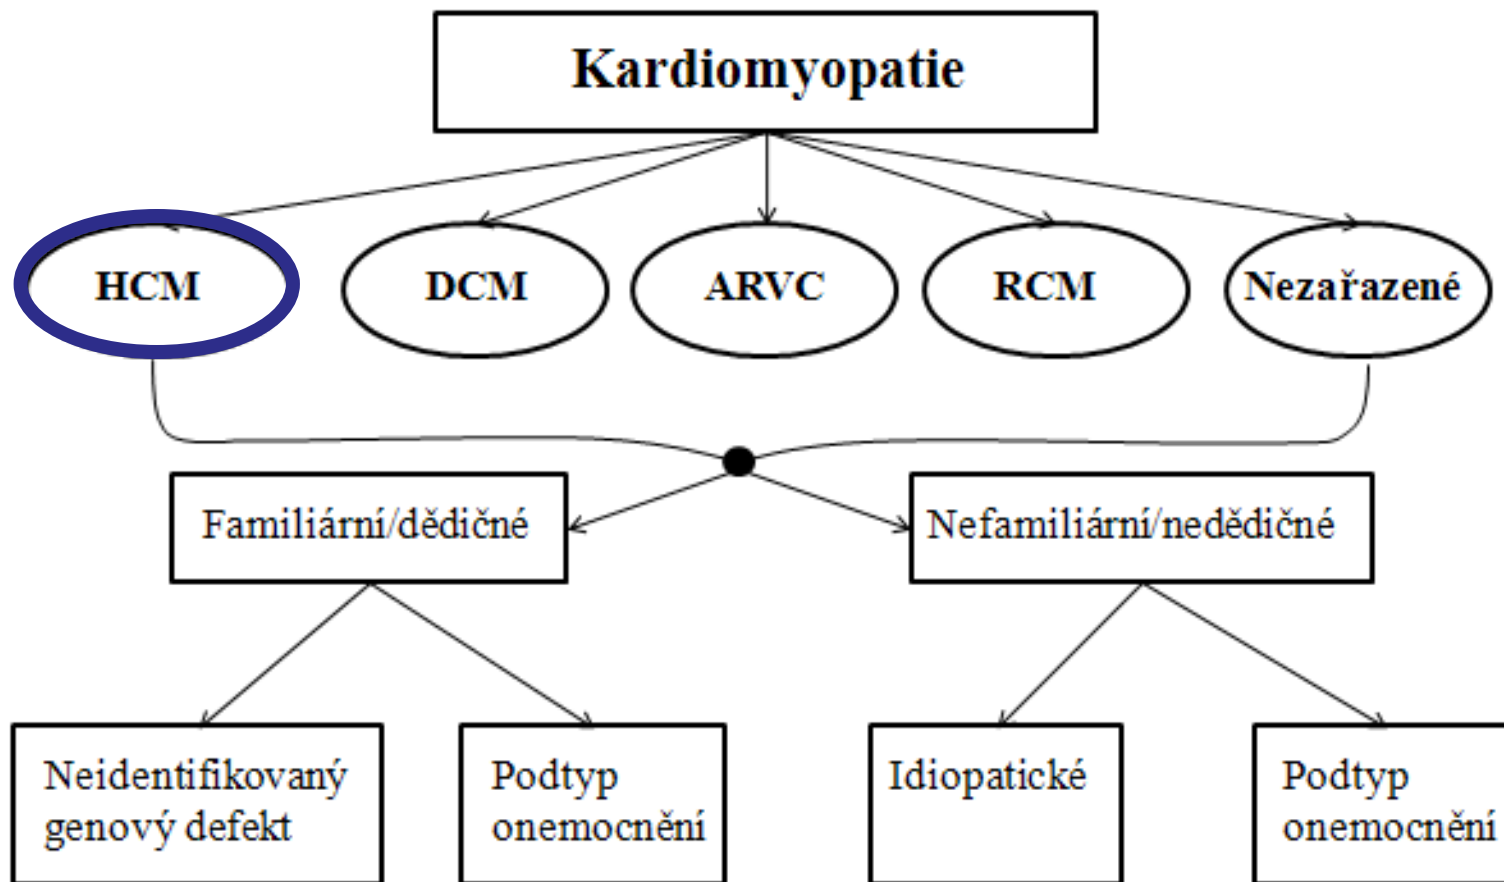 Kardiomyopatie
HCM
DCM
ARVC
RCM
Nezařazené
Familiární/dědičné
Nefamiliární/nedědičné
Neidentifikovaný
genový defekt
Podtyp
onemocnění
Idiopatické
Podtyp
onemocnění